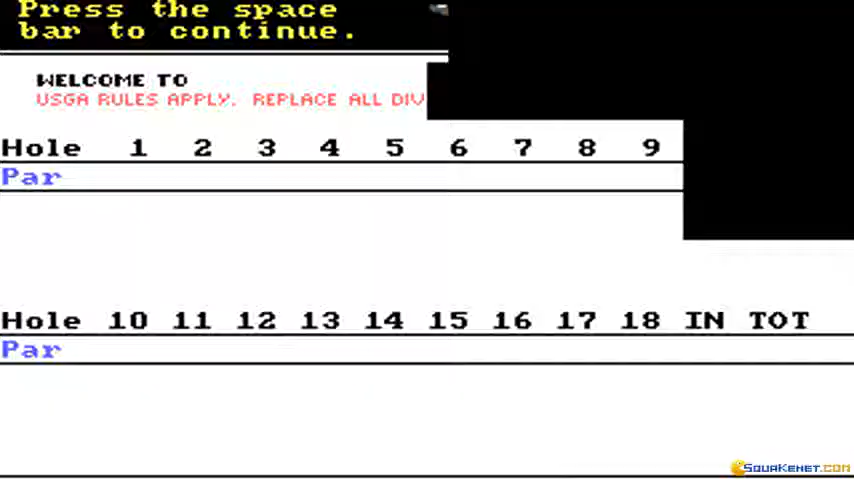 Press the space
bar to continue.
WELCOME TO
USGA RULES APPLY. REPLACE ALL DIV
Hole 1 2 3 4 5 6 7 8 9
Par
Hole 10 11 12 13 14 15 16 17 18 IN TOT
Par
SQUAKENET.COM